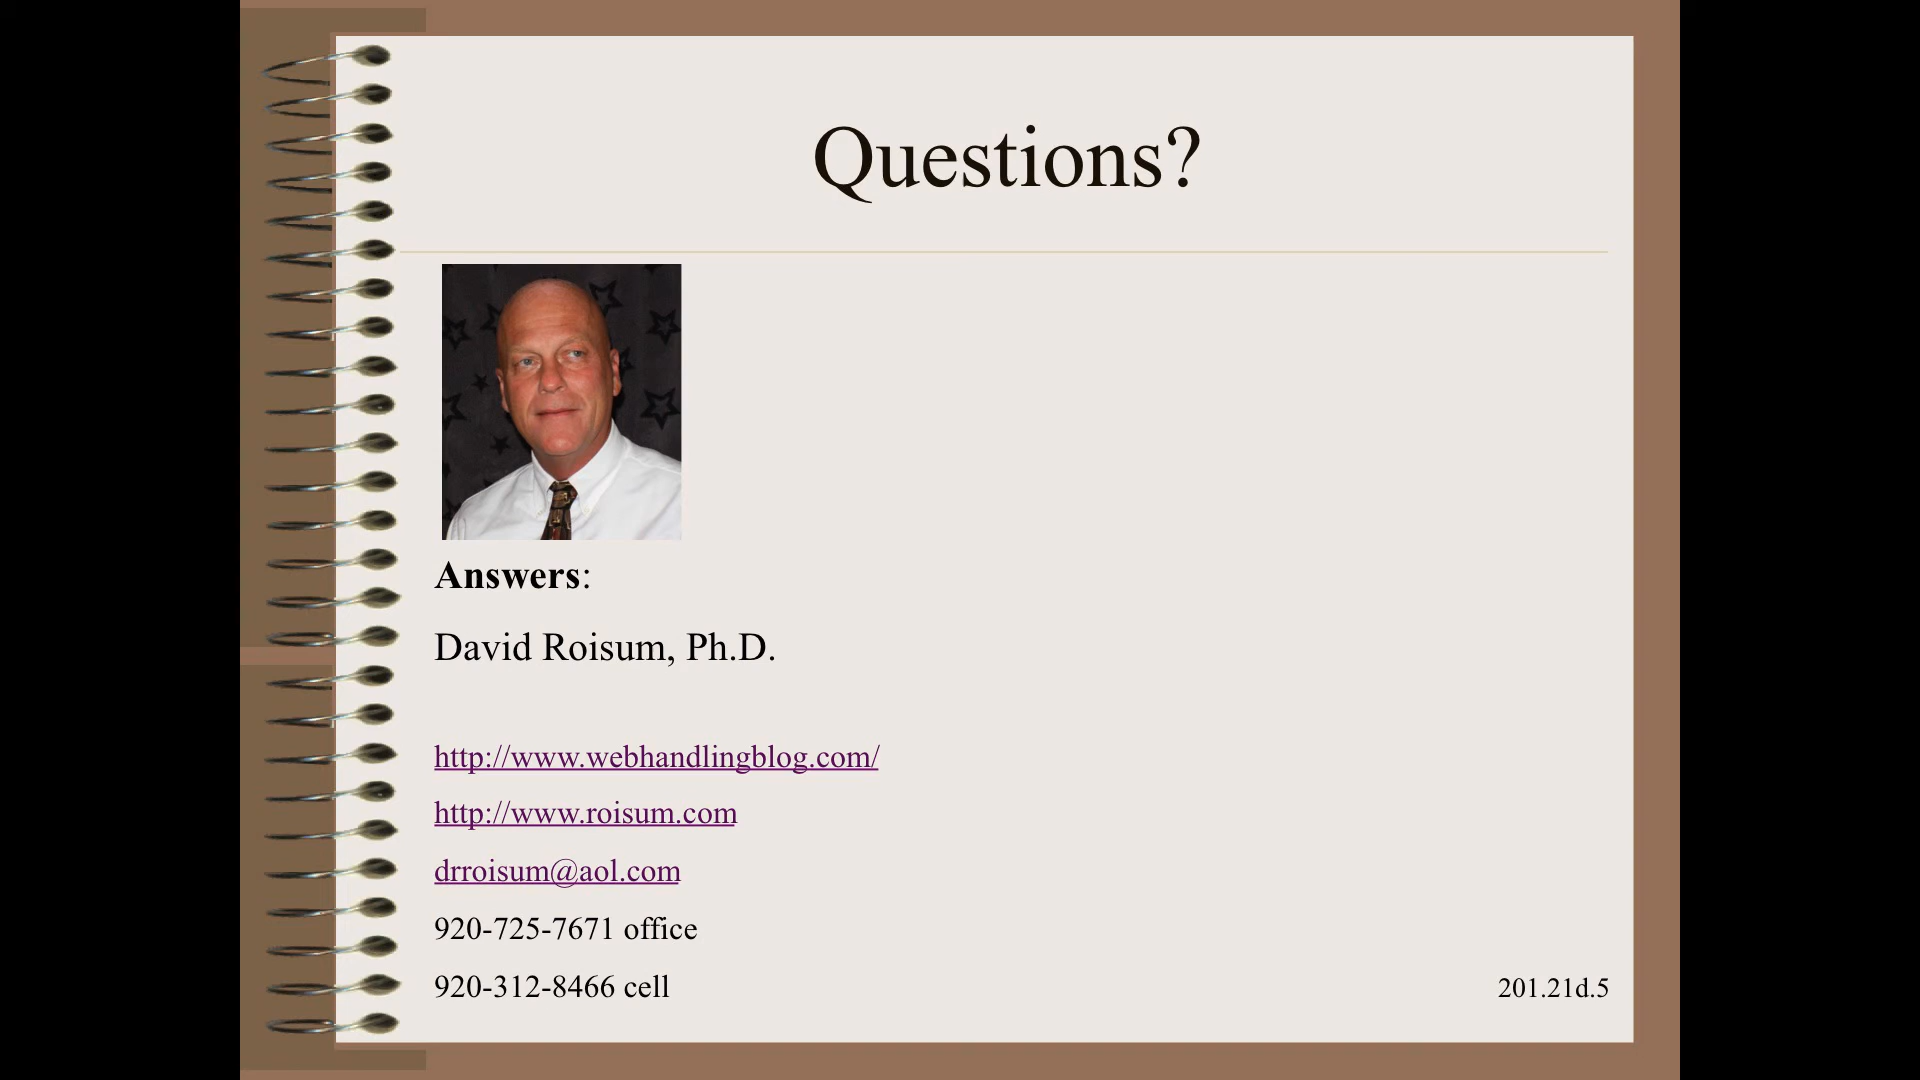 Questions?
Answers:
David Roisum, Ph.D.
http://www.webhandlingblog.com/
http://www.roisum.com
drroisum@aol.com
920-725-7671 office
920-312-8466 cell
201.21d.5